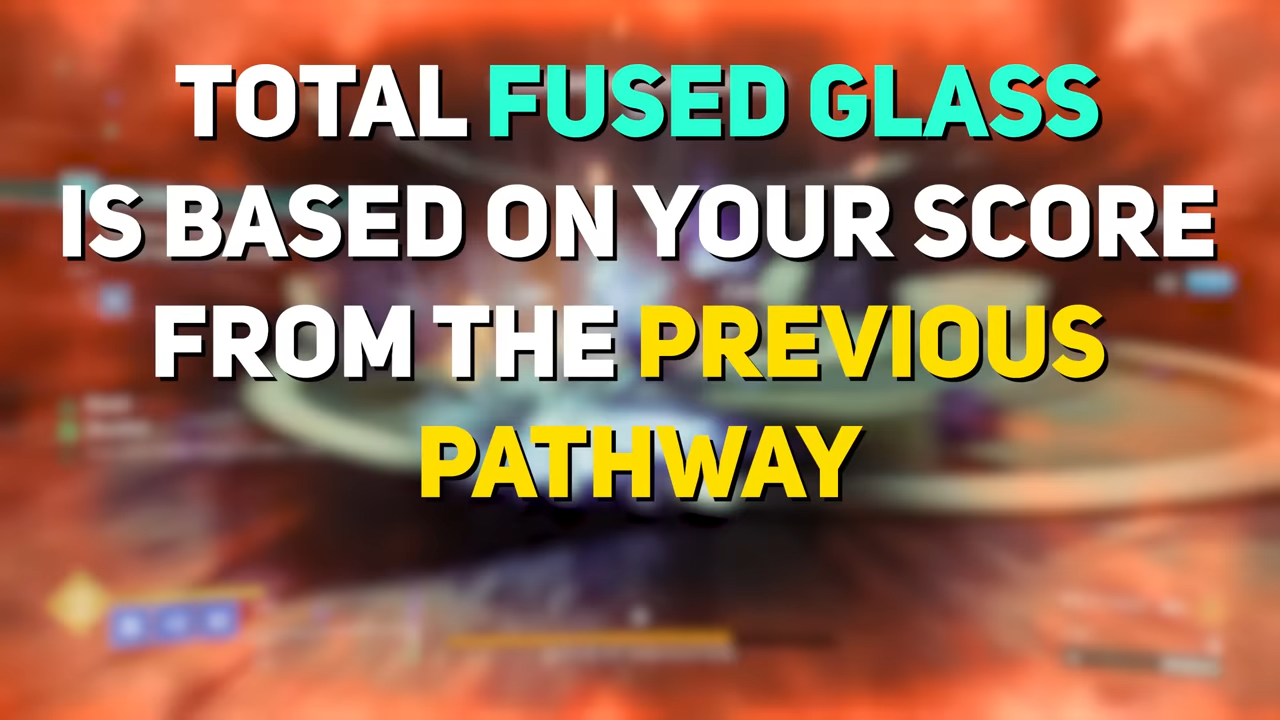 TOTAL FUSED GLASS
IS BASED ON YOUR SCORE
FROM THE PREVIOUS
PATHWAY